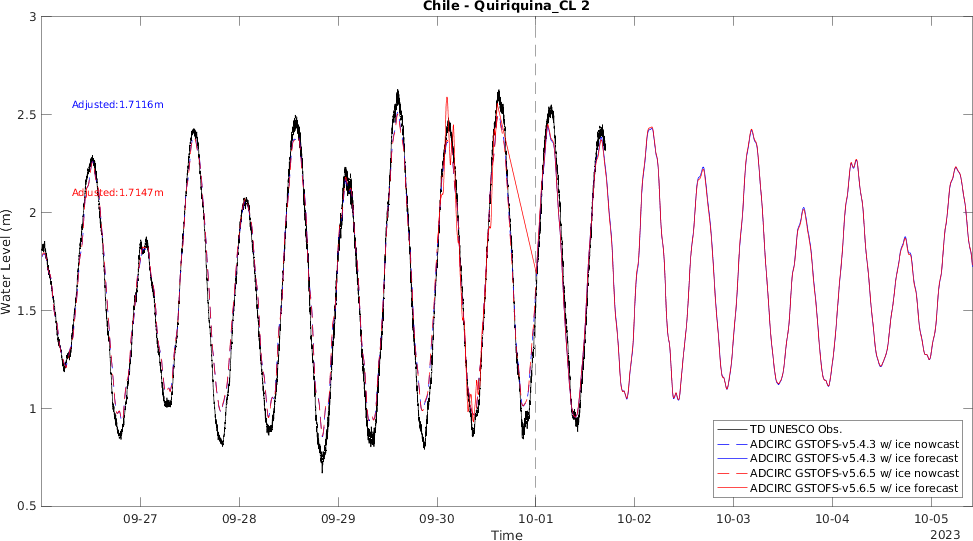 Chile - Quiriquina_CL 2
3
2.5
2
1.5
1
0.5
Water Level (m)
Adjusted:1.7116m
Adjusted:1.7147m
TD UNESCO Obs.
ADCIRC GSTOFS-v5.4.3 w/ ice nowcast
ADCIRC GSTOFS-v5.4.3 w/ ice forecast
ADCIRC GSTOFS-v5.6.5 w/ ice nowcast
ADCIRC GSTOFS-v5.6.5 w/ ice forecast
09-27 09-28 09-29 09-30 10-01 10-02 10-03 10-04 10-05
Time
2023